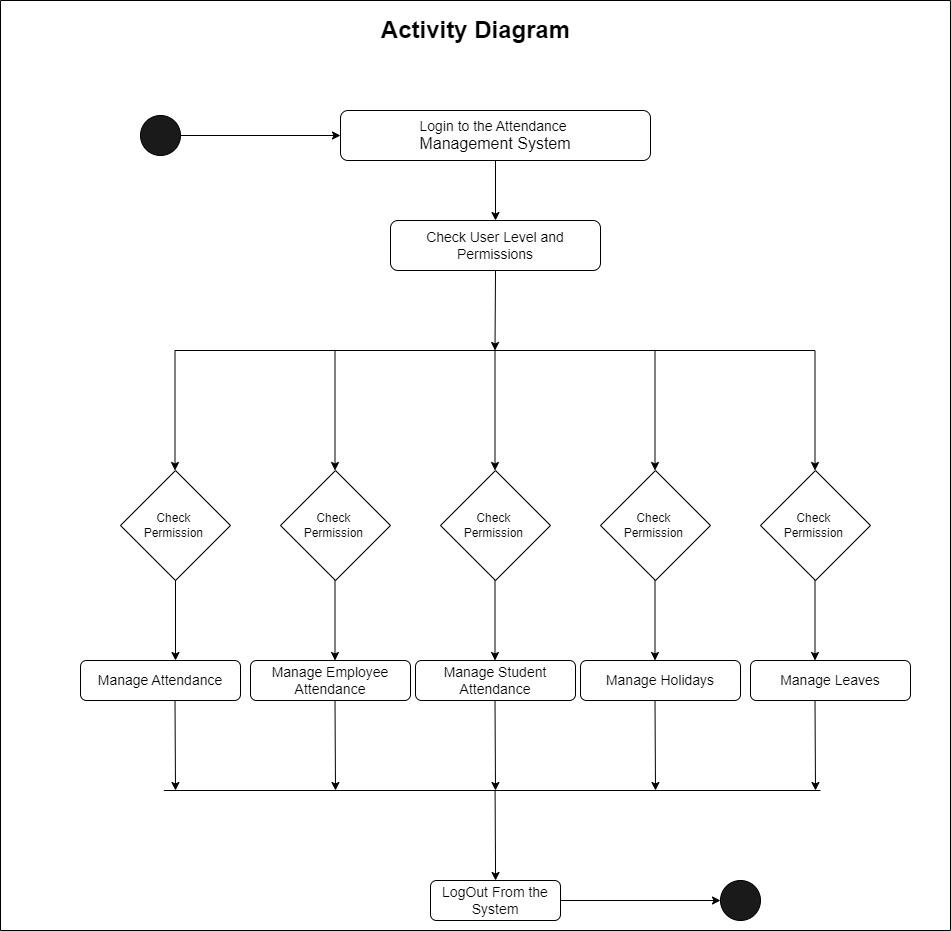 Activity Diagram
Login to the Attendance
Management System
Check User Level and
Permissions
Check
Permission
Check
Permission
Check
Permission
Check
Permission
Check
Permission
Manage Attendance
Manage Employee
Attendance
Manage Student
Attendance
Manage Holidays
Manage Leaves
LogOut From the
System